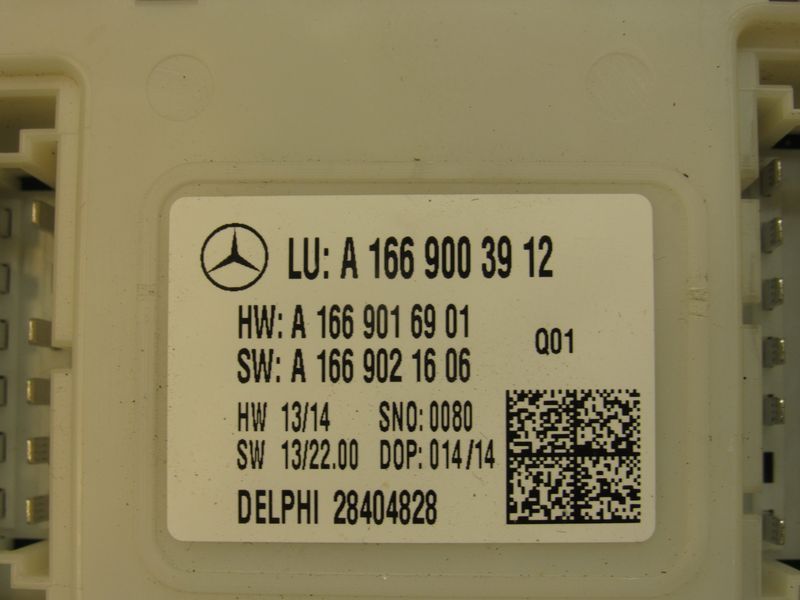 LU: A 166 900 39 12
HW: A 166 901 69 01
SW: A 166 902 16 06
Q01
HW 13/14 SNO: 0080
SW 13/22.00 DOP: 014/14
DELPHI 28404828